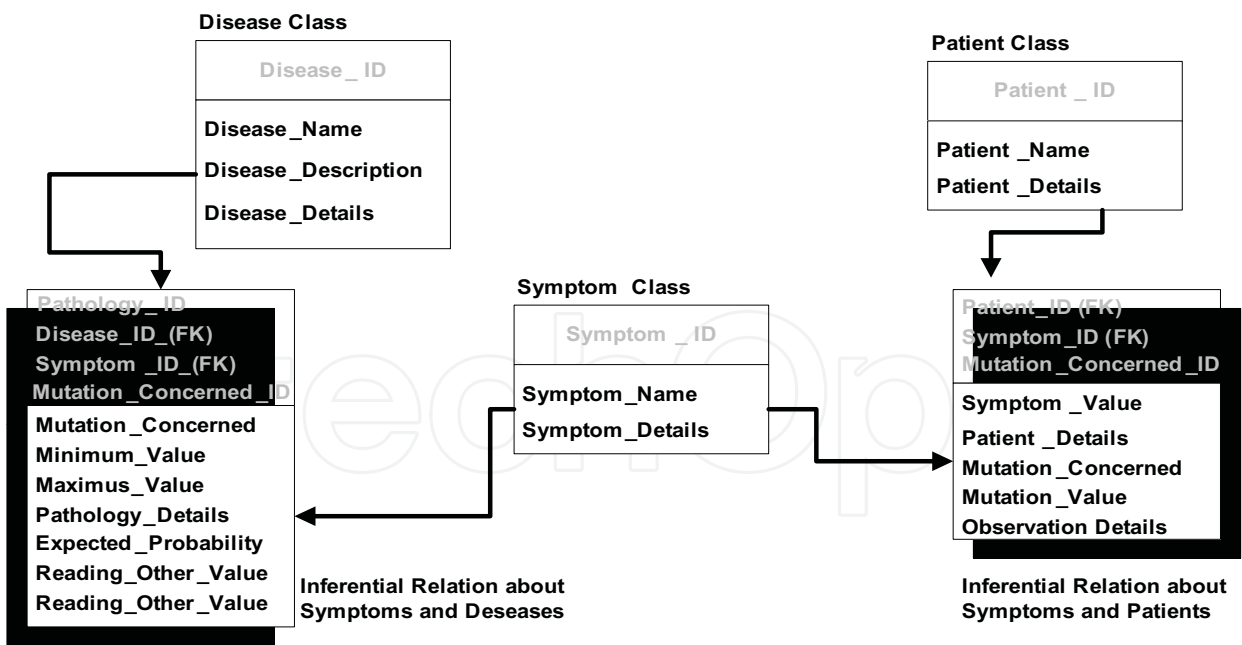 Disease Class
Disease_ ID
Disease_Name
Disease_Description
Disease_Details
Patient Class
Patient _ ID
Patient _Name
Patient _Details
Pathology_ ID
Disease_ID_(FK)
Symptom _ID_(FK)
Mutation_Concerned_ID
Mutation_Concerned
Minimum_Value
Maximus_Value
Pathology_Details
Expected_Probability
Reading_Other_Value
Reading_Other_Value
Inferential Relation about
Symptoms and Deseases
Symptom Class
Symptom _ ID
Symptom_Name
Symptom_Details
Patient_ID (FK)
Symptom_ID (FK)
Mutation_Concerned_ID
Symptom _Value
Patient _Details
Mutation_Concerned
Mutation_Value
Observation Details
Inferential Relation about
Symptoms and Patients
techOp